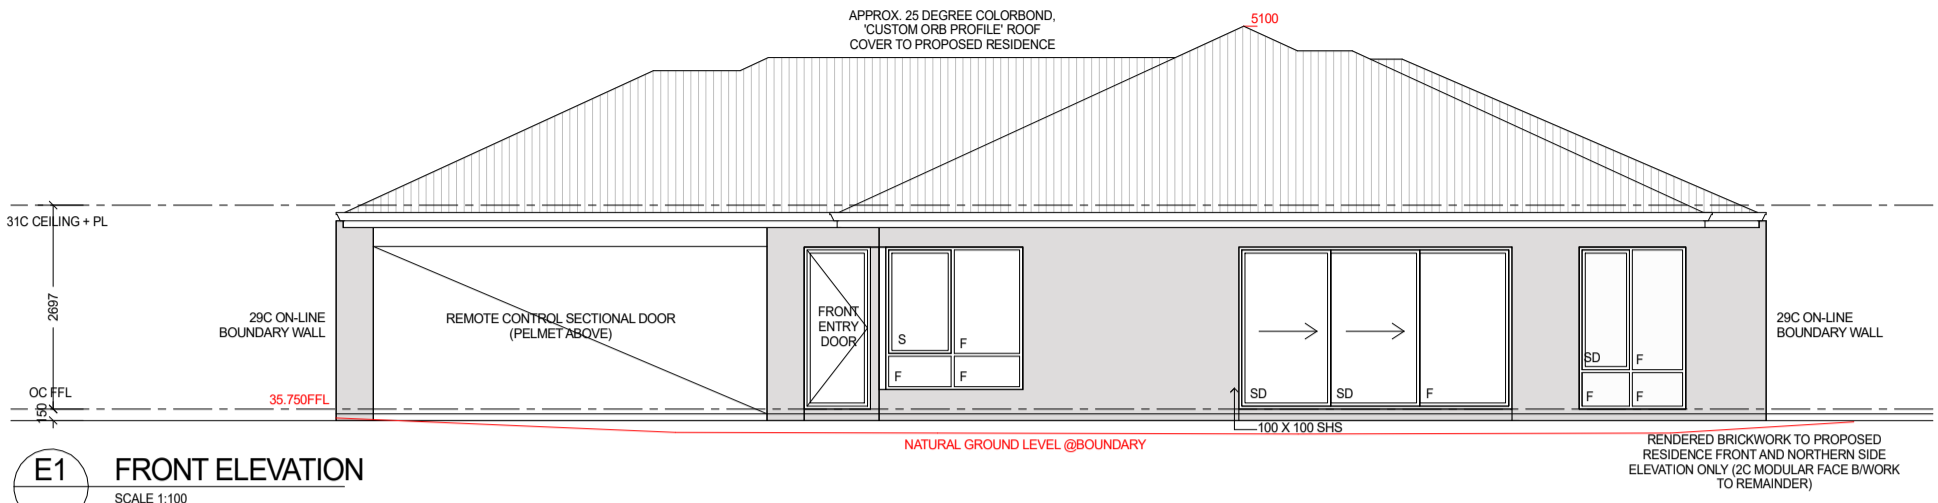 APPROX. 25 DEGREE COLORBOND,
'CUSTOM ORB PROFILE' ROOF
COVER TO PROPOSED RESIDENCE
5100
31C CEILING + PL
2697
29C ON-LINE
BOUNDARY WALL
REMOTE CONTROL SECTIONAL DOOR
(PELMET ABOVE)
FRONT
ENTRY
DOOR
S
F
F
F
SD
SD
F
SD
F
F
F
29C ON-LINE
BOUNDARY WALL
OC FFL
150
35.750FFL
100 X 100 SHS
NATURAL GROUND LEVEL @BOUNDARY
RENDERED BRICKWORK TO PROPOSED
RESIDENCE FRONT AND NORTHERN SIDE
ELEVATION ONLY (2C MODULAR FACE B/WORK
TO REMAINDER)
E1
FRONT ELEVATION
SCALE 1:100